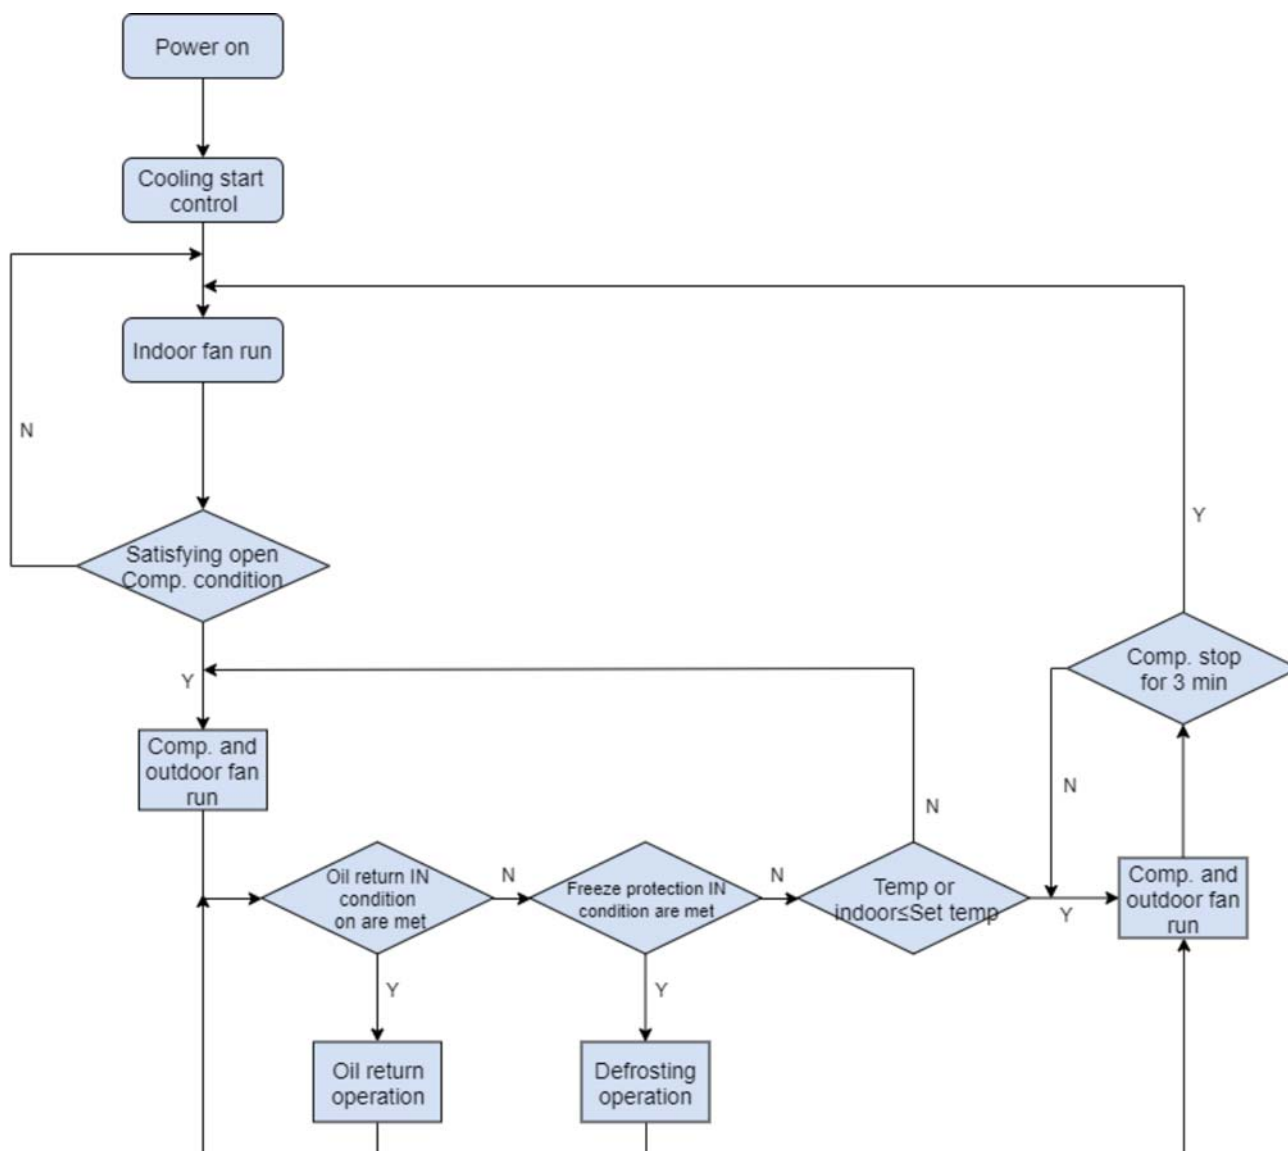 Power on
Cooling start
control
Indoor fan run
N
Satisfying open
Comp. condition
Y
Y
Comp. stop
for 3 min
N
Comp. and
outdoor fan
run
N
Oil return IN
condition
on are met
N
Freeze protection IN
condition are met
N
Temp or
indoor≤Set temp
Y
Comp. and
outdoor fan
run
Y
Y
Oil return
operation
Defrosting
operation